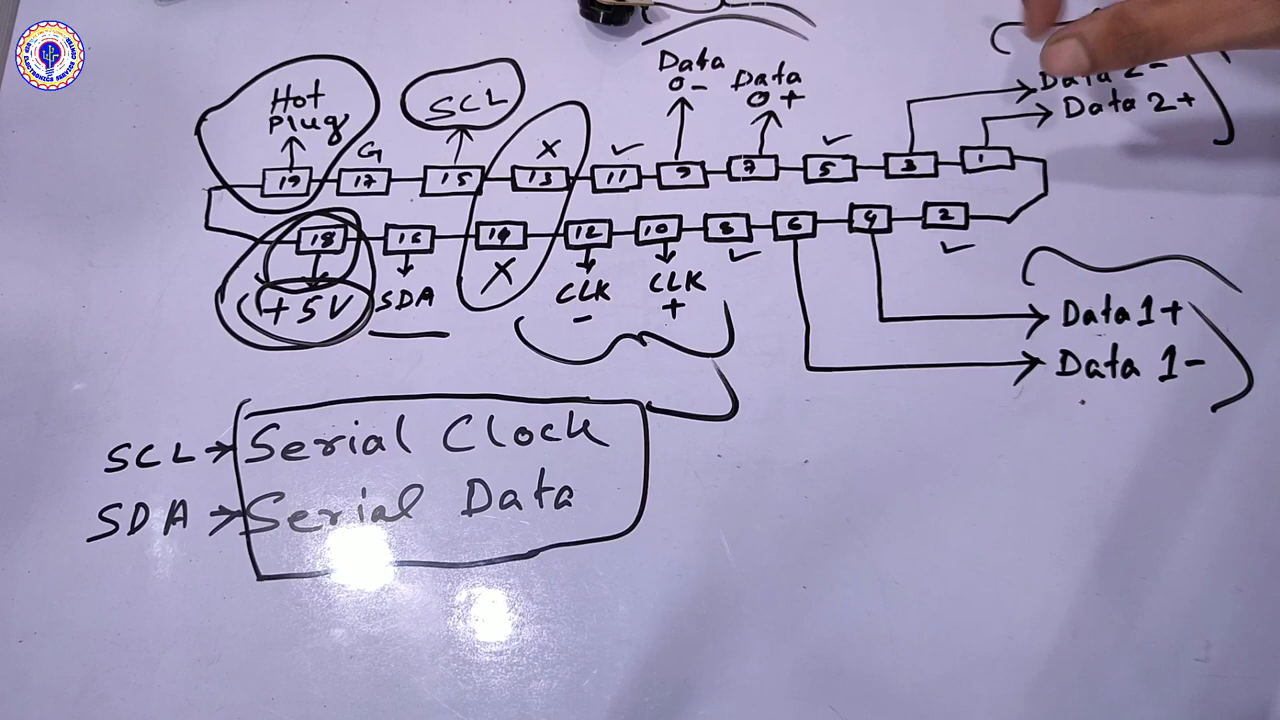 Data
0-
Data
0+
Data 2-
Data 2+
Hot
Plug
G
SCL
X
19
17
15
13
11
9
7
5
3
1
18
16
14
12
10
8
6
4
2
+5V
SDA
X
CLK
-
CLK
+
Data 1+
Data 1-
SCL → Serial Clock
SDA → Serial Data